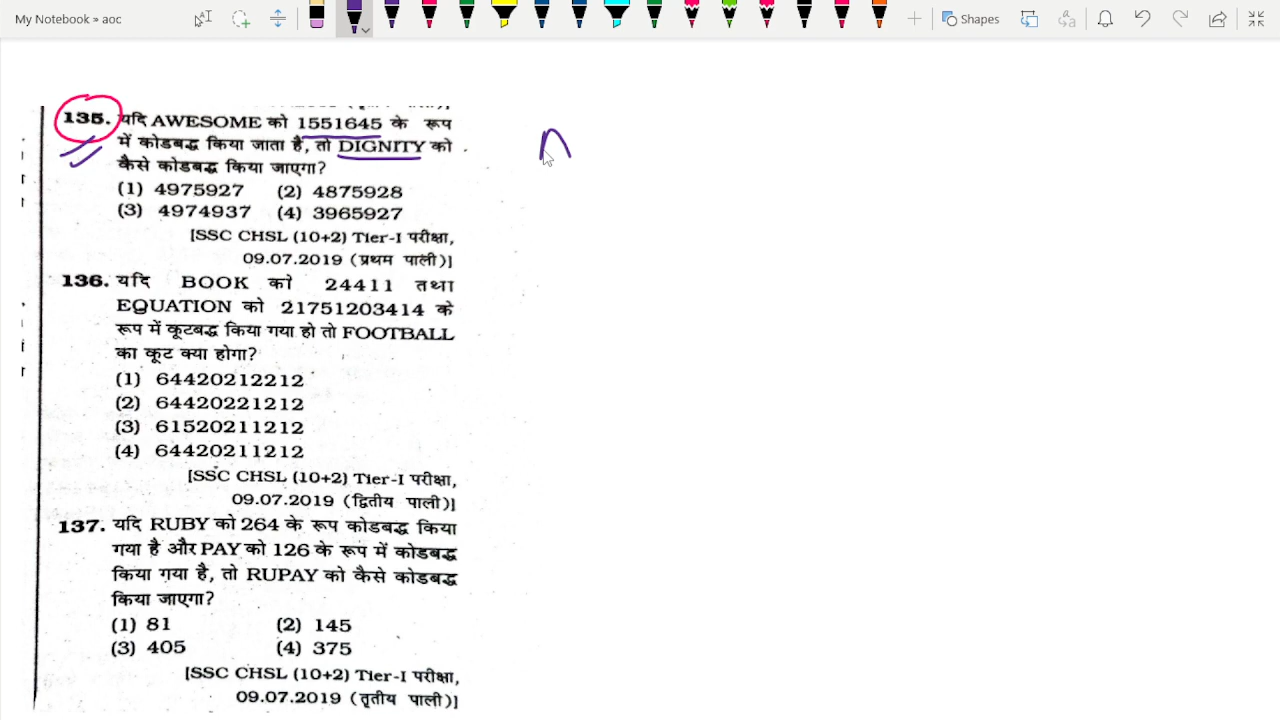 My Notebook » aoc
Shapes
135. यदि AWESOME को 1551645 के रूप
में कोडबद्ध किया जाता है, तो DIGNITY को
कैसे कोडबद्ध किया जाएगा?
(1) 4975927 (2) 4875928
(3) 4974937 (4) 3965927
[SSC CHSL (10+2) Tier-I परीक्षा,
09.07.2019 (प्रथम पाली)]
136. यदि BOOK को 24411 तथा
EQUATION को 21751203414 के
रूप में कूटबद्ध किया गया हो तो FOOTBALL
का कूट क्या होगा?
(1) 64420212212
(2) 64420221212
(3) 61520211212
(4) 64420211212
[SSC CHSL (10+2) Tier-I परीक्षा,
09.07.2019 (द्वितीय पाली)]
137. यदि RUBY को 264 के रूप कोडबद्ध किया
गया है और PAY को 126 के रूप में कोडबद्ध
किया गया है, तो RUPAY को कैसे कोडबद्ध
किया जाएगा?
(1) 81 (2) 145
(3) 405 (4) 375
[SSC CHSL (10+2) Tier-I परीक्षा,
09.07.2019 (तृतीय पाली)]